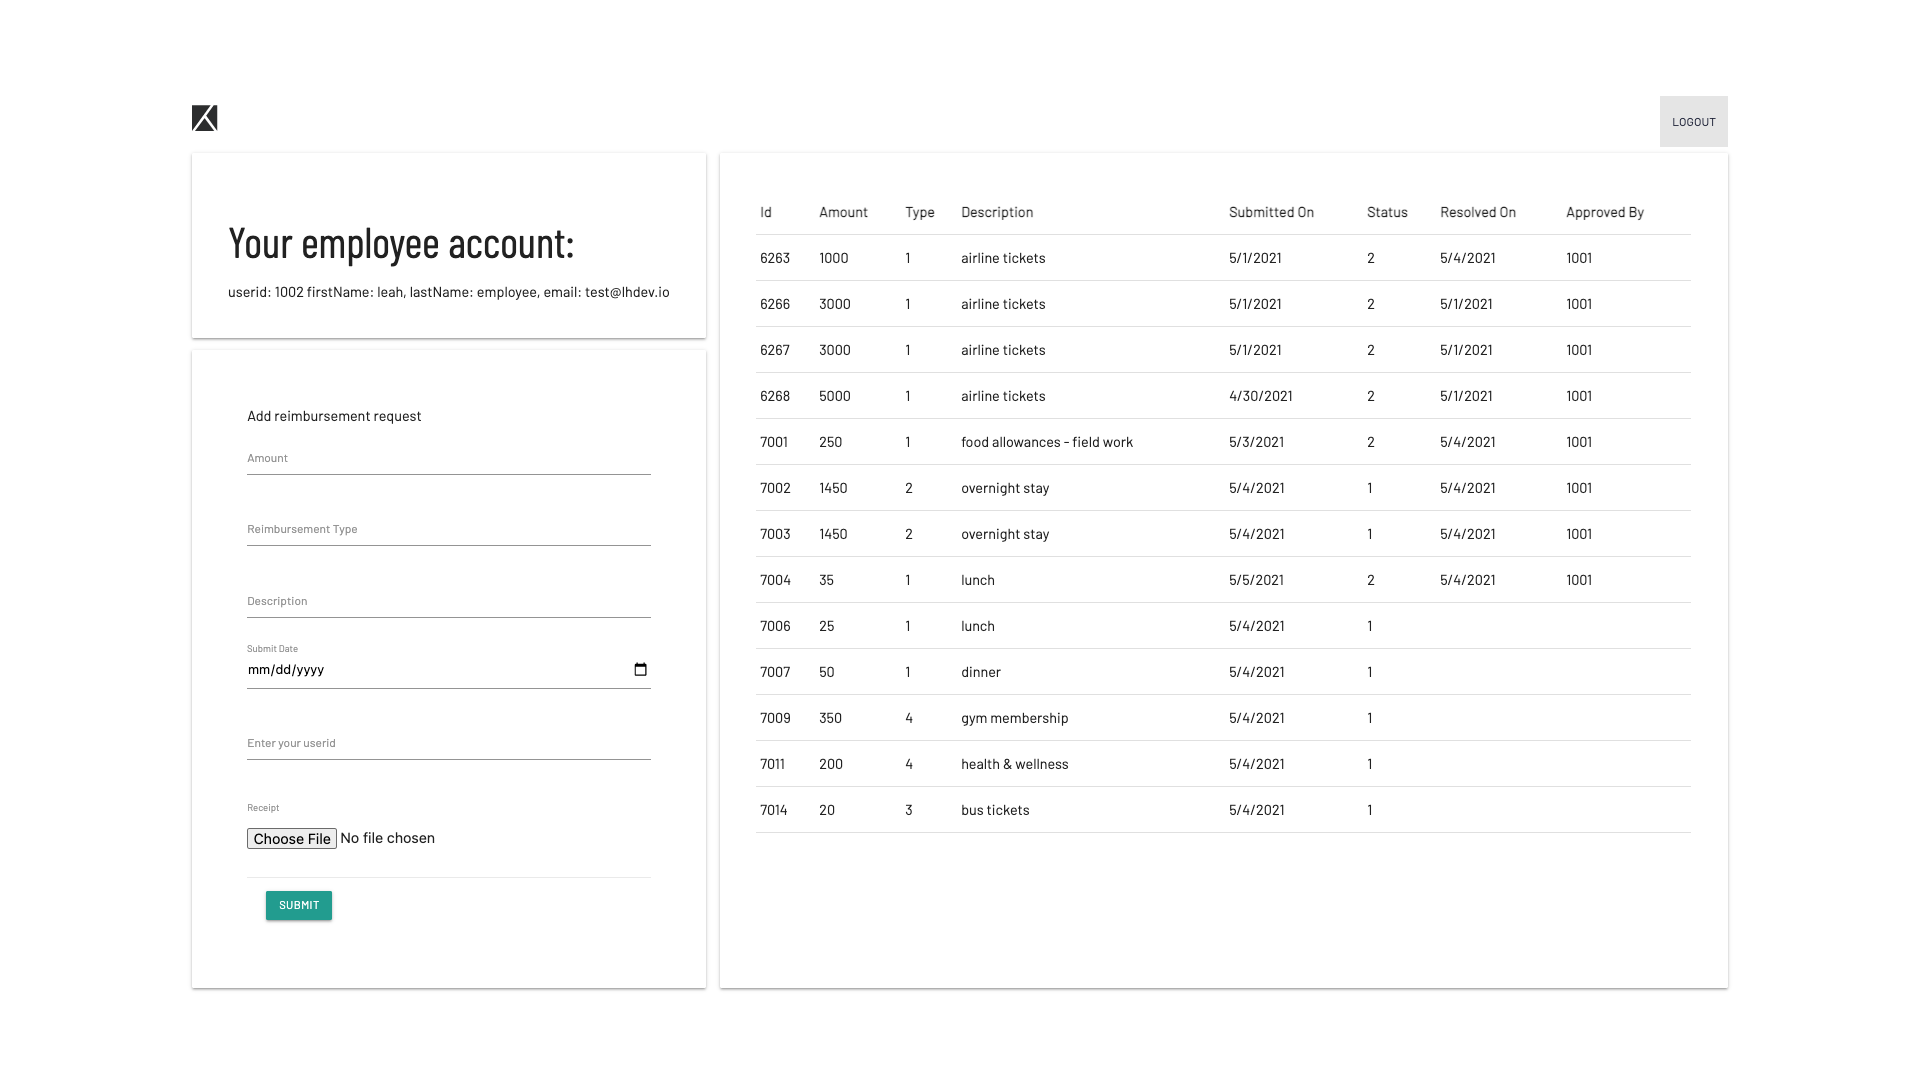 LOGOUT
Your employee account:
userid: 1002 firstName: leah, lastName: employee, email: test@lhdev.io
Add reimbursement request
Amount
Reimbursement Type
Description
Submit Date
mm/dd/yyyy
Enter your userid
Receipt
Choose File No file chosen
SUBMIT
Id Amount Type Description Submitted On Status Resolved On Approved By
6263 1000 1 airline tickets 5/1/2021 2 5/4/2021 1001
6266 3000 1 airline tickets 5/1/2021 2 5/1/2021 1001
6267 3000 1 airline tickets 5/1/2021 2 5/1/2021 1001
6268 5000 1 airline tickets 4/30/2021 2 5/1/2021 1001
7001 250 1 food allowances - field work 5/3/2021 2 5/4/2021 1001
7002 1450 2 overnight stay 5/4/2021 1 5/4/2021 1001
7003 1450 2 overnight stay 5/4/2021 1 5/4/2021 1001
7004 35 1 lunch 5/5/2021 2 5/4/2021 1001
7006 25 1 lunch 5/4/2021 1
7007 50 1 dinner 5/4/2021 1
7009 350 4 gym membership 5/4/2021 1
7011 200 4 health & wellness 5/4/2021 1
7014 20 3 bus tickets 5/4/2021 1